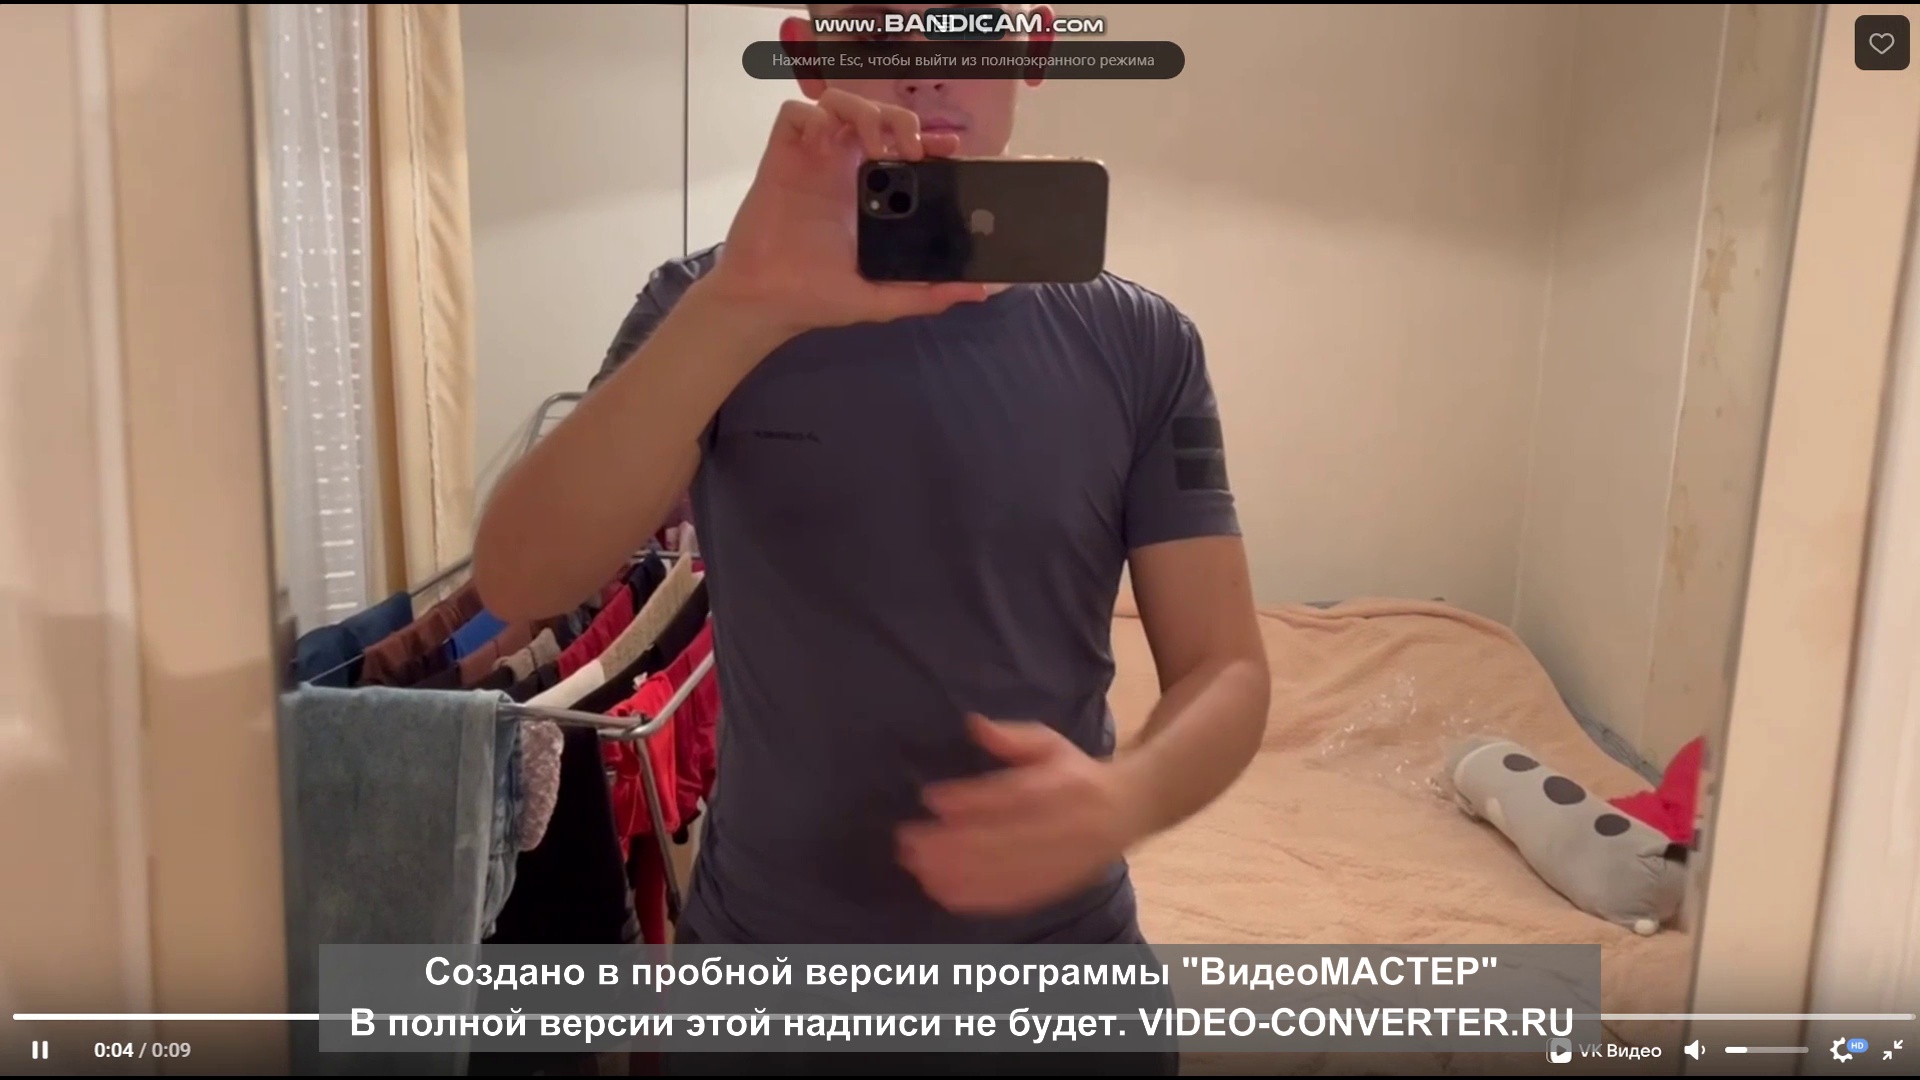 WWW.BANDICAM.COM
Нажмите Esc, чтобы выйти из полноэкранного режима
Создано в пробной версии программы "ВидеоМАСТЕР"
В полной версии этой надписи не будет. VIDEO-CONVERTER.RU
0:04 / 0:09
VK Видео
HD